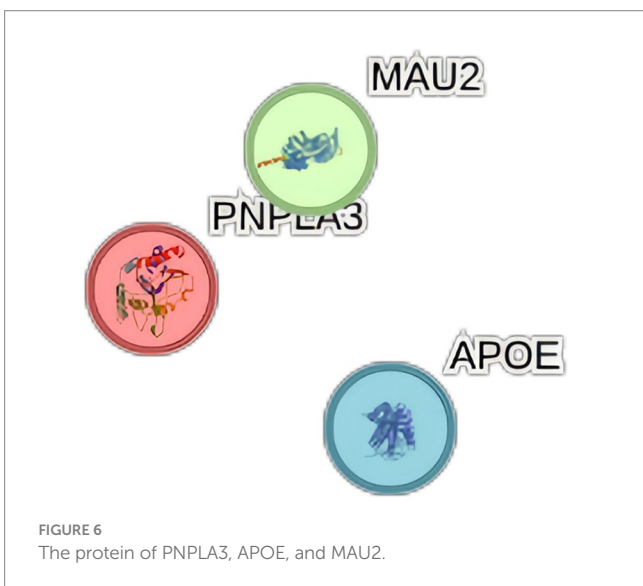 MAU2
PNPLA3
APOE
FIGURE 6
The protein of PNPLA3, APOE, and MAU2.